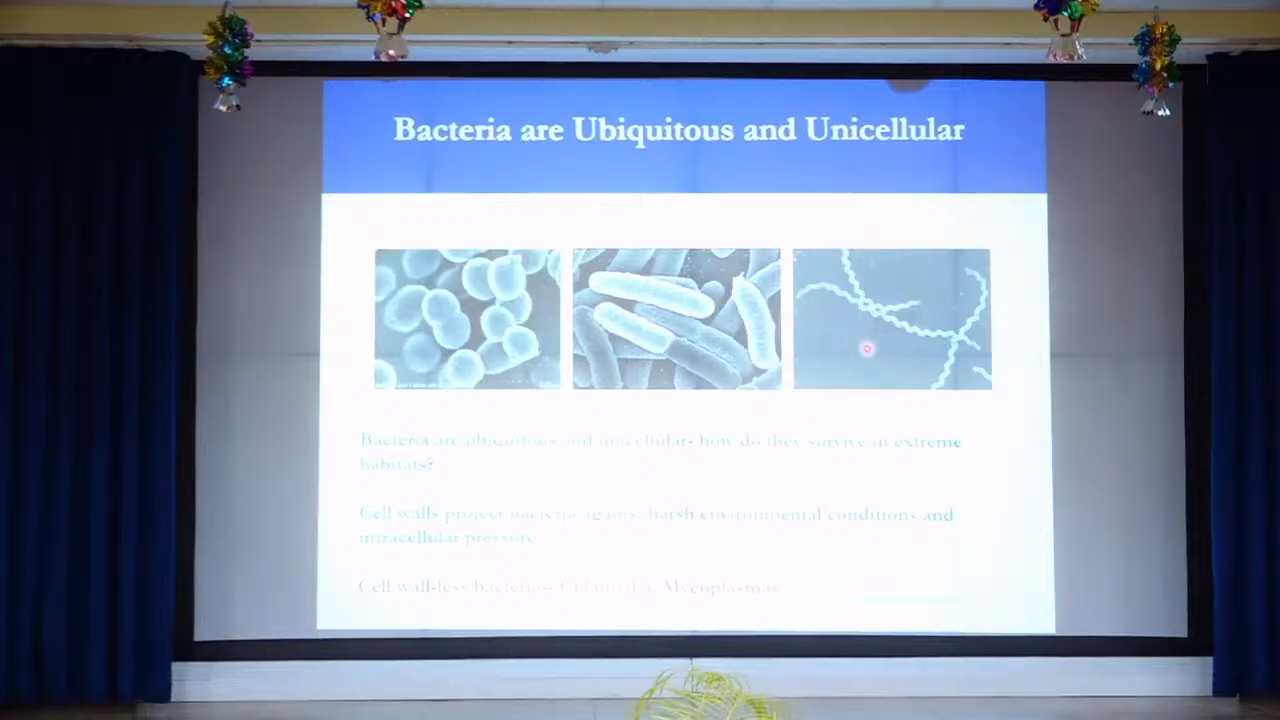 Bacteria are Ubiquitous and Unicellular
Bacteria are ubiquitous and unicellular- how do they survive in extreme
habitats?
Cell walls protect bacteria against harsh environmental conditions and
intracellular pressure
Cell wall-less bacteria- Mycoplasmas